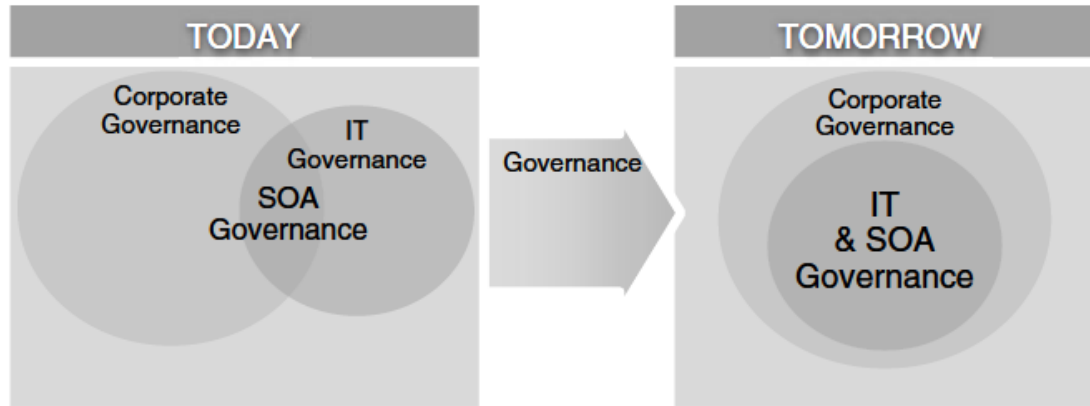 TODAY
Corporate
Governance
IT
Governance
SOA
Governance
Governance
TOMORROW
Corporate
Governance
IT
& SOA
Governance